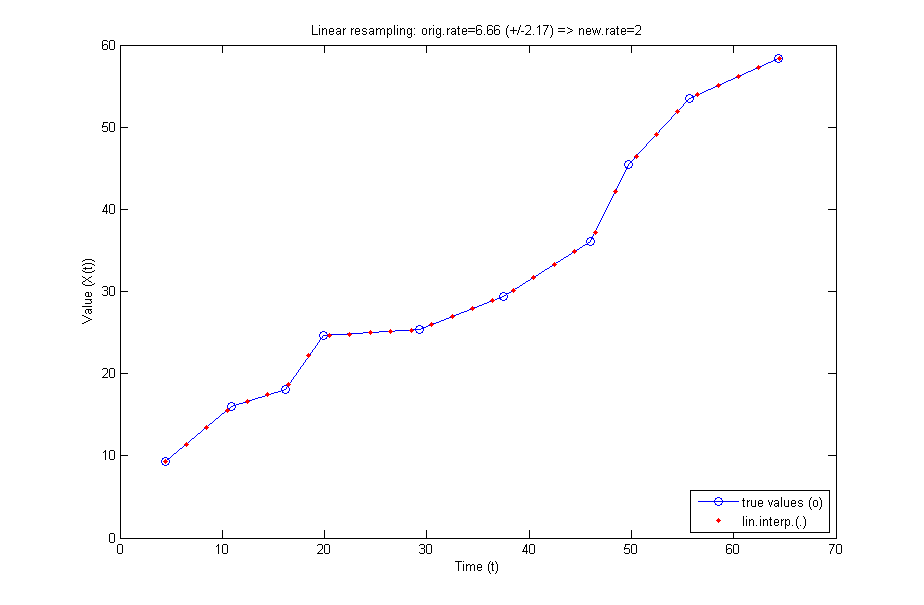 Linear resampling: orig.rate=6.66 (+/-2.17) => new.rate=2
60
50
40
30
20
10
0
Value (X(t))
0 10 20 30 40 50 60 70
Time (t)
true values (o)
lin.interp.(.)